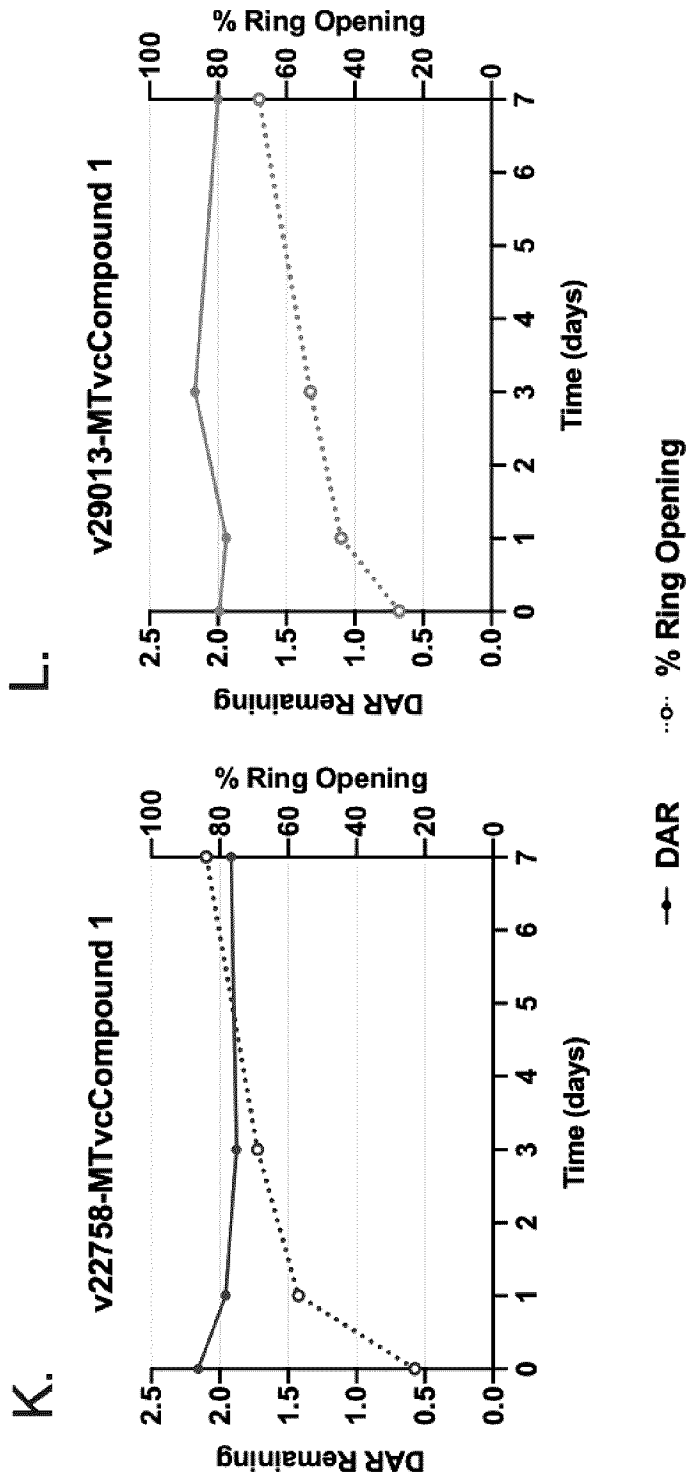 K.
v22758-MTvcCompound 1
DAR Remaining
2.5
2.0
1.5
1.0
0.5
0.0
% Ring Opening
100
80
60
40
20
0
0 1 2 3 4 5 6 7
Time (days)
L.
v29013-MTvcCompound 1
DAR Remaining
2.5
2.0
1.5
1.0
0.5
0.0
% Ring Opening
100
80
60
40
20
0
0 1 2 3 4 5 6 7
Time (days)
DAR
% Ring Opening